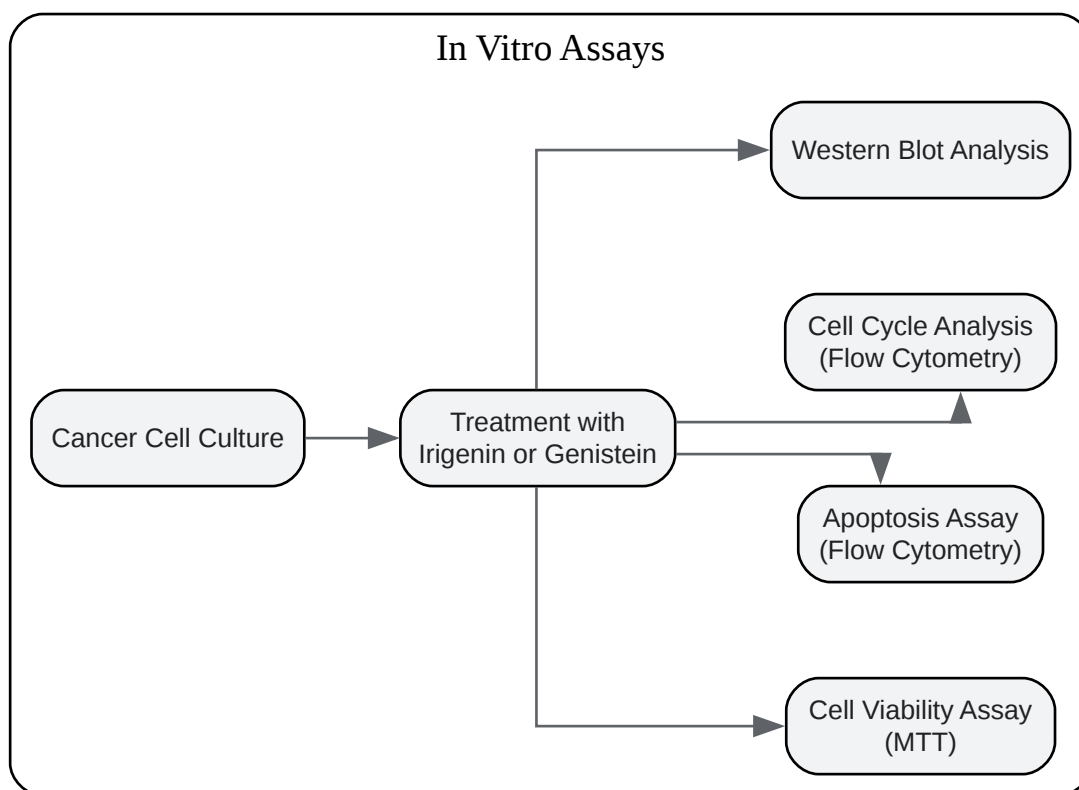 In Vitro Assays
Western Blot Analysis
Cell Cycle Analysis
(Flow Cytometry)
Cancer Cell Culture
Treatment with
Irigenin or Genistein
Apoptosis Assay
(Flow Cytometry)
Cell Viability Assay
(MTT)